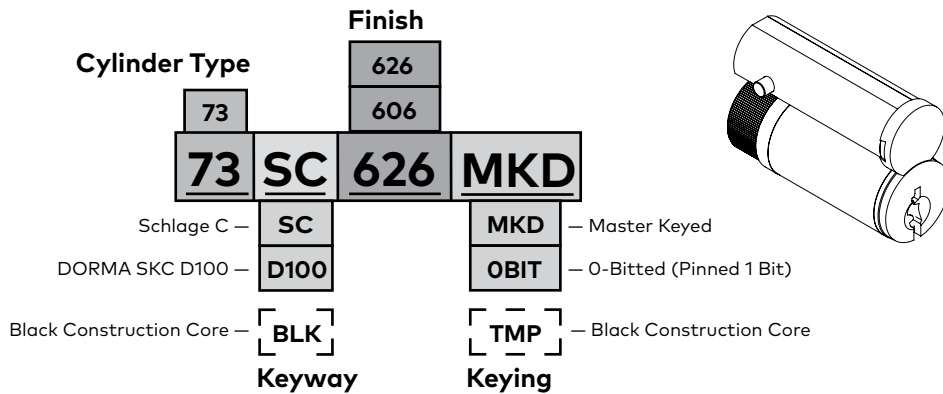 Finish
626
Cylinder Type
73
606
73 SC 626 MKD
Schlage C — SC
MKD — Master Keyed
DORMA SKC D100 — D100
0BIT — 0-Bitted (Pinned 1 Bit)
Black Construction Core — BLK
TMP — Black Construction Core
Keyway
Keying